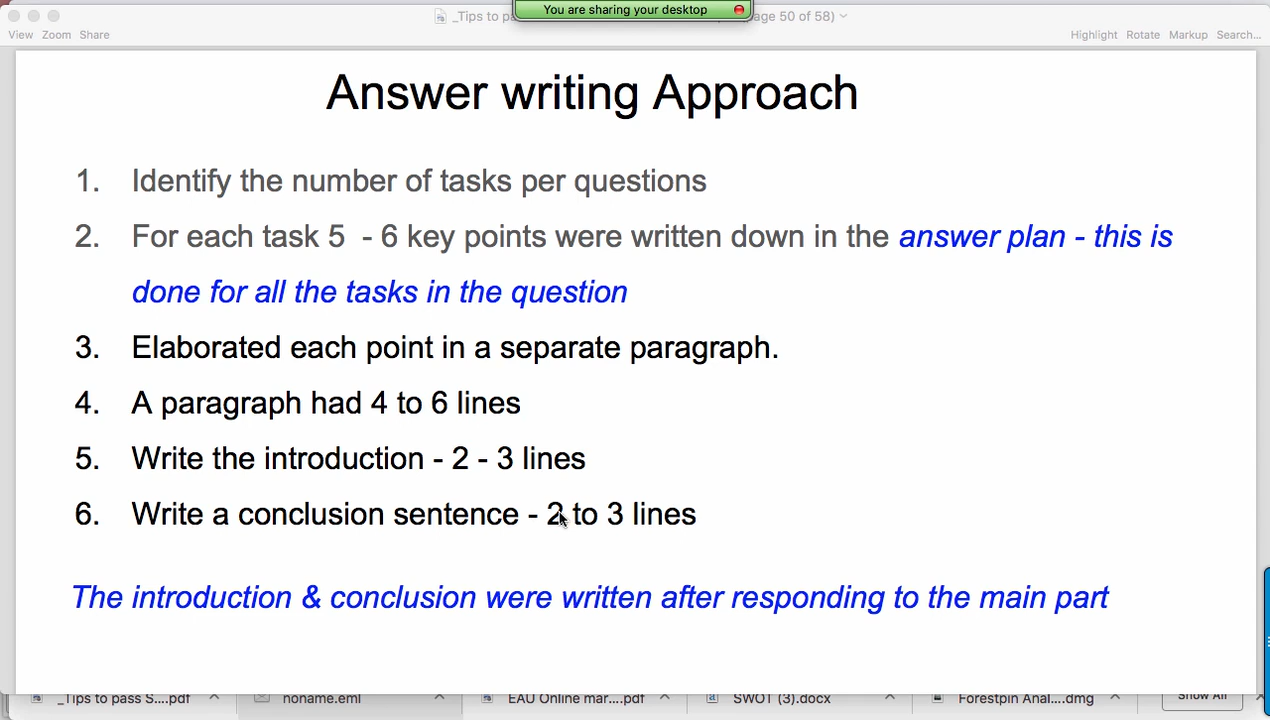 You are sharing your desktop
_Tips to pa
age 50 of 58)
View Zoom Share
Highlight Rotate Markup Search...
Answer writing Approach
1. Identify the number of tasks per questions
2. For each task 5 - 6 key points were written down in the answer plan - this is
done for all the tasks in the question
3. Elaborated each point in a separate paragraph.
4. A paragraph had 4 to 6 lines
5. Write the introduction - 2 - 3 lines
6. Write a conclusion sentence - 2 to 3 lines
The introduction & conclusion were written after responding to the main part
_Tips to pass S....pdf noname.eml EAU Online mar....pdf SWOT (3).docx Forestpin Anal....dmg Show All